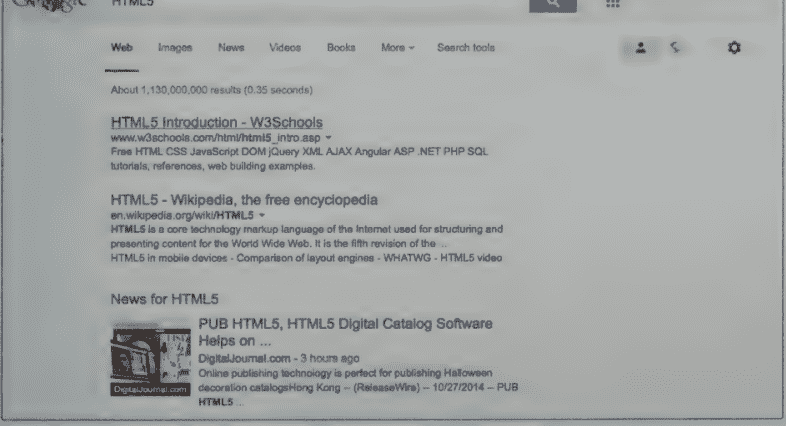 HTML5
Web Images News Videos Books More Search tools
About 1,130,000,000 results (0.35 seconds)
HTML5 Introduction - W3Schools
www.w3schools.com/html/html5_intro.asp
Free HTML CSS JavaScript DOM jQuery XML AJAX Angular ASP .NET PHP SQL
tutorials, references, web building examples.
HTML5 - Wikipedia, the free encyclopedia
en.wikipedia.org/wiki/HTML5
HTML5 is a core technology markup language of the Internet used for structuring and
presenting content for the World Wide Web. It is the fifth revision of the ...
HTML5 in mobile devices - Comparison of layout engines - WHATWG - HTML5 video
News for HTML5
PUB HTML5, HTML5 Digital Catalog Software
Helps on ...
DigitalJournal.com - 3 hours ago
Online publishing technology is perfect for publishing Halloween
decoration catalogsHong Kong -- (ReleaseWire) -- 10/27/2014 -- PUB
HTML5 ...
DigitalJournal.com